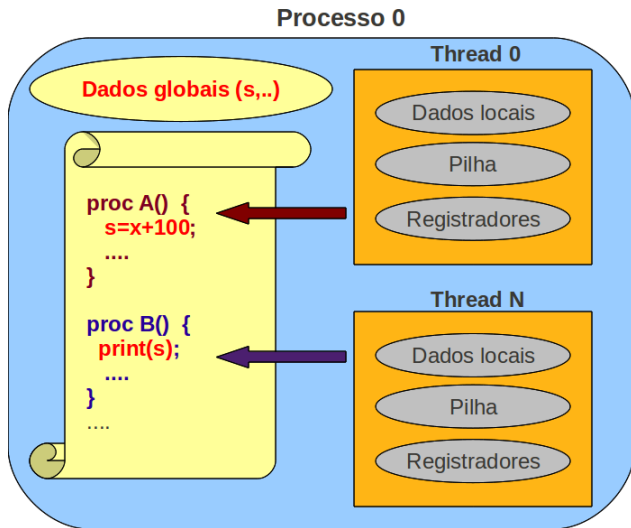 Processo 0
Dados globais (s,..)
proc A() {
s=x+100;
....
}
proc B() {
print(s);
....
}
....
Thread 0
Dados locais
Pilha
Registradores
Thread N
Dados locais
Pilha
Registradores